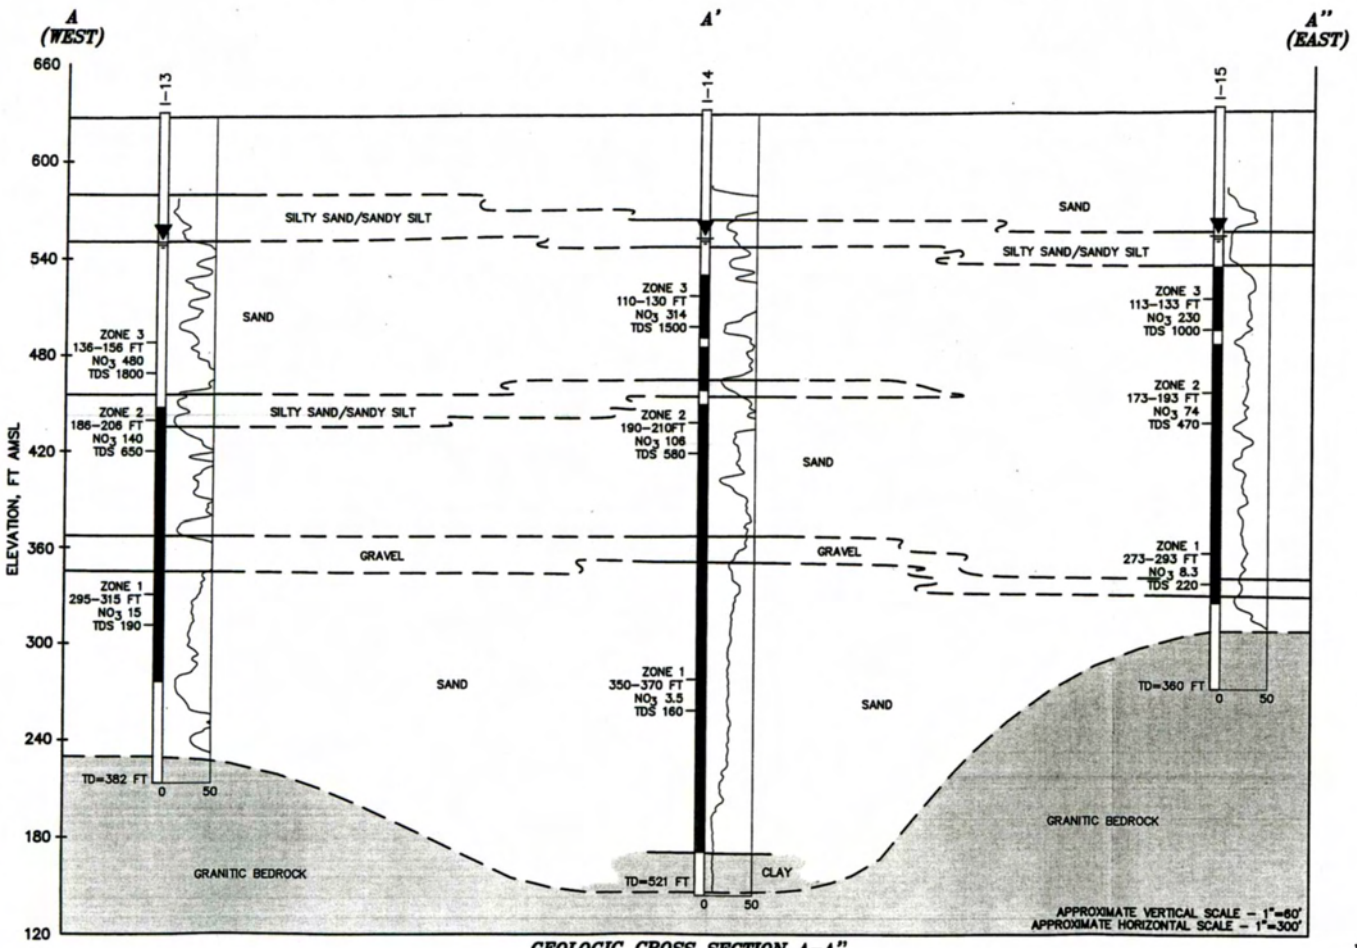 A
(WEST)
A'
A''
(EAST)
660
600
540
480
420
360
300
240
180
120
ELEVATION, FT AMSL
I-13
I-14
I-15
SILTY SAND/SANDY SILT
SAND
SILTY SAND/SANDY SILT
SAND
ZONE 3
136-156 FT
NO3 480
TDS 1800
ZONE 3
110-130 FT
NO3 314
TDS 1500
ZONE 3
113-133 FT
NO3 230
TDS 1000
SILTY SAND/SANDY SILT
ZONE 2
186-206 FT
NO3 140
TDS 650
ZONE 2
190-210FT
NO3 106
TDS 580
SAND
ZONE 2
173-193 FT
NO3 74
TDS 470
GRAVEL
GRAVEL
ZONE 1
295-315 FT
NO3 15
TDS 190
ZONE 1
273-293 FT
NO3 8.3
TDS 220
SAND
ZONE 1
350-370 FT
NO3 3.5
TDS 160
SAND
TD=382 FT
0 50
TD=521 FT
0 50
TD=360 FT
0 50
CLAY
GRANITIC BEDROCK
GRANITIC BEDROCK
APPROXIMATE VERTICAL SCALE - 1"=60'
APPROXIMATE HORIZONTAL SCALE - 1"=300'
GEOLOGIC CROSS SECTION A-A''